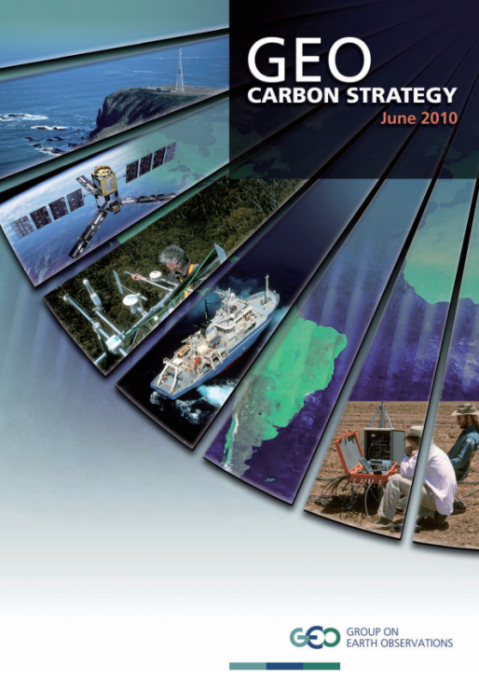 GEO
CARBON STRATEGY
June 2010
GEO GROUP ON
EARTH OBSERVATIONS